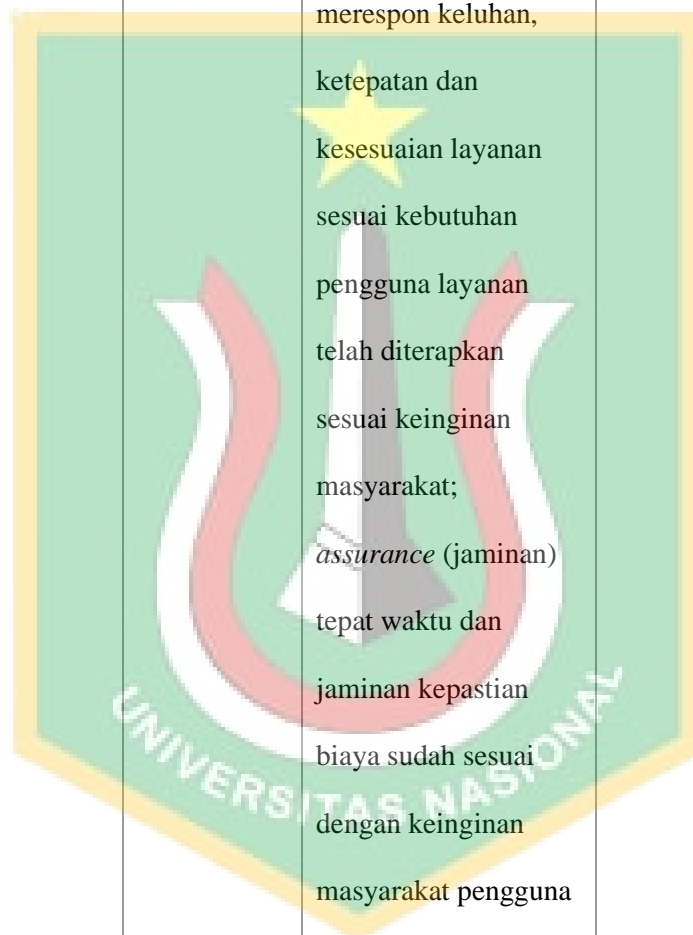 merespon keluhan,
ketepatan dan
kesesuaian layanan
sesuai kebutuhan
pengguna layanan
telah diterapkan
sesuai keinginan
masyarakat;
assurance (jaminan)
tepat waktu dan
jaminan kepastian
biaya sudah sesuai
dengan keinginan
masyarakat pengguna
UNIVERSITAS NASIONAL